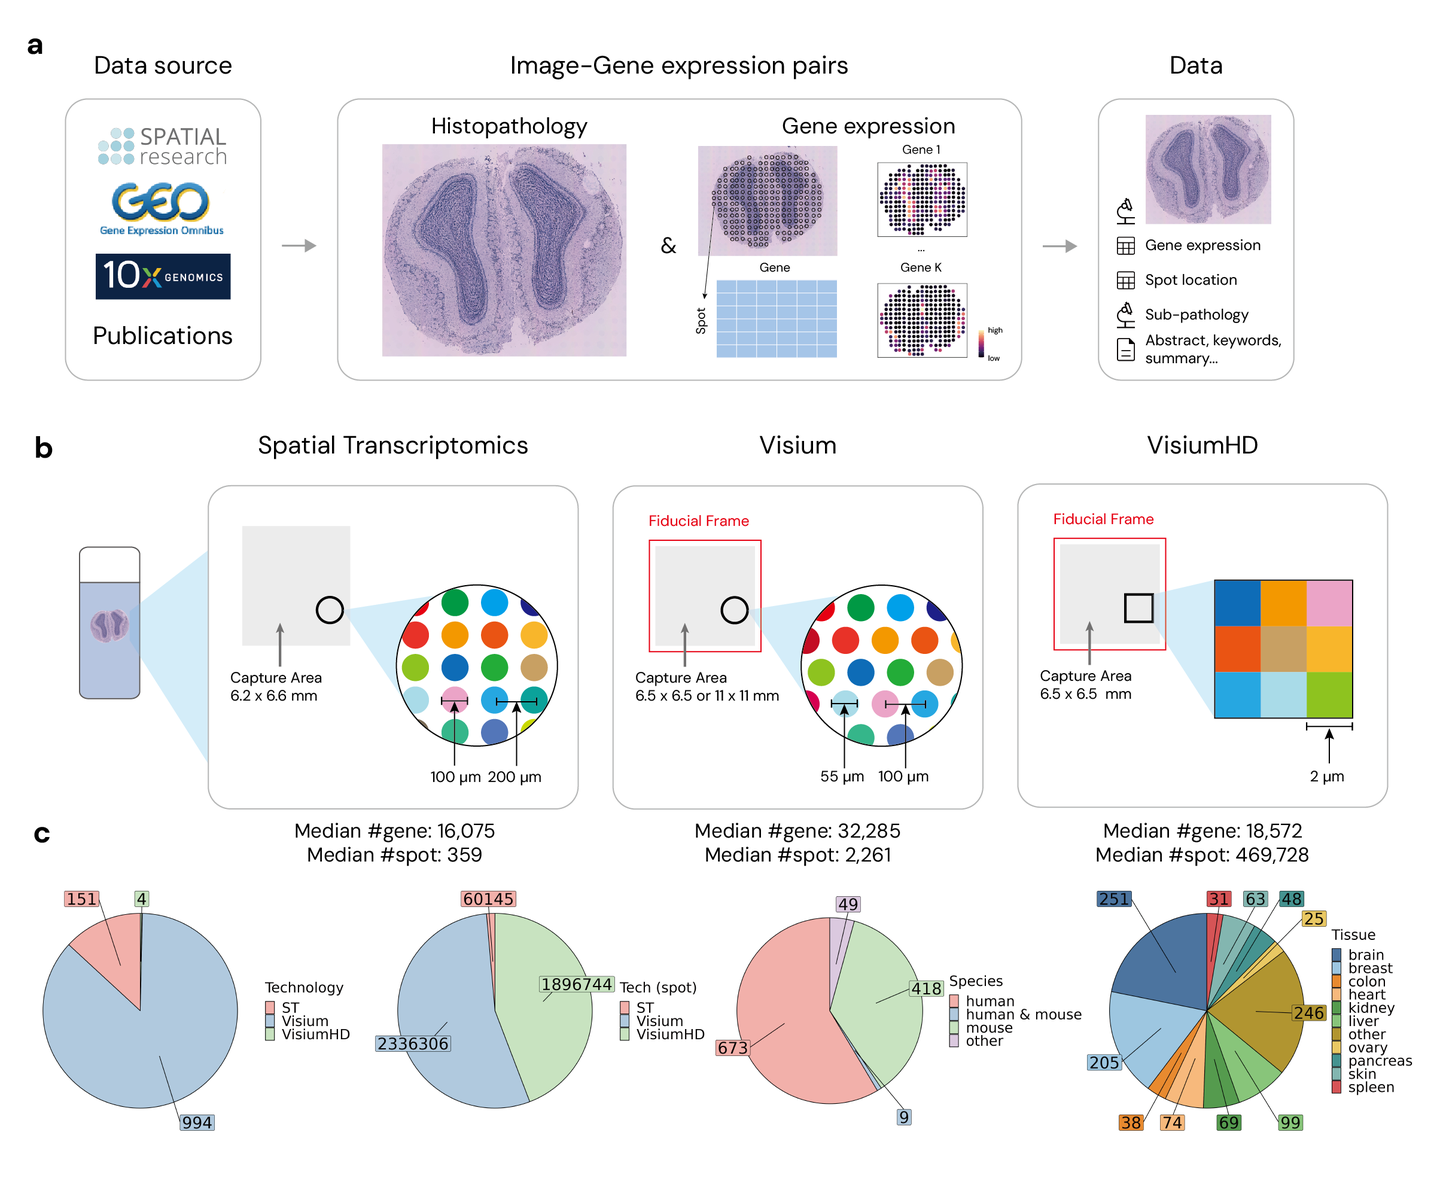 a
Data source
Image-Gene expression pairs
Data
SPATIAL
research
GEO
Gene Expression Omnibus
10X GENOMICS
Publications
Histopathology
&
Gene expression
Gene 1
...
Gene K
Gene
Spot
high
low
Gene expression
Spot location
Sub-pathology
Abstract, keywords,
summary...
b
Spatial Transcriptomics
Visium
VisiumHD
Capture Area
6.2 x 6.6 mm
100 µm
200 µm
Fiducial Frame
Capture Area
6.5 x 6.5 or 11 x 11 mm
55 µm
100 µm
Fiducial Frame
Capture Area
6.5 x 6.5 mm
2 µm
c
Median #gene: 16,075
Median #spot: 359
Median #gene: 32,285
Median #spot: 2,261
Median #gene: 18,572
Median #spot: 469,728
151
4
994
Technology
ST
Visium
VisiumHD
60145
1896744
2336306
Tech (spot)
ST
Visium
VisiumHD
49
418
673
9
Species
human
human & mouse
mouse
other
251
31
63
48
25
246
205
38
74
69
99
Tissue
brain
breast
colon
heart
kidney
liver
other
ovary
pancreas
skin
spleen